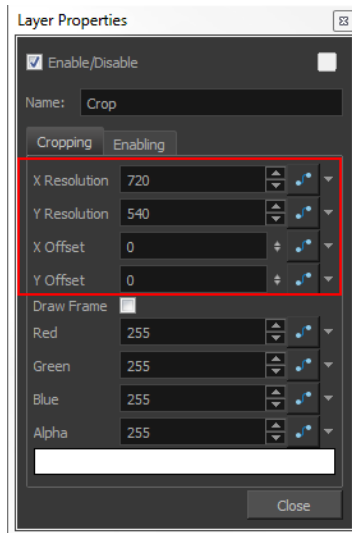 Layer Properties
Enable/Disable
Name: Crop
Cropping Enabling
X Resolution 720
Y Resolution 540
X Offset 0
Y Offset 0
Draw Frame
Red 255
Green 255
Blue 255
Alpha 255
Close